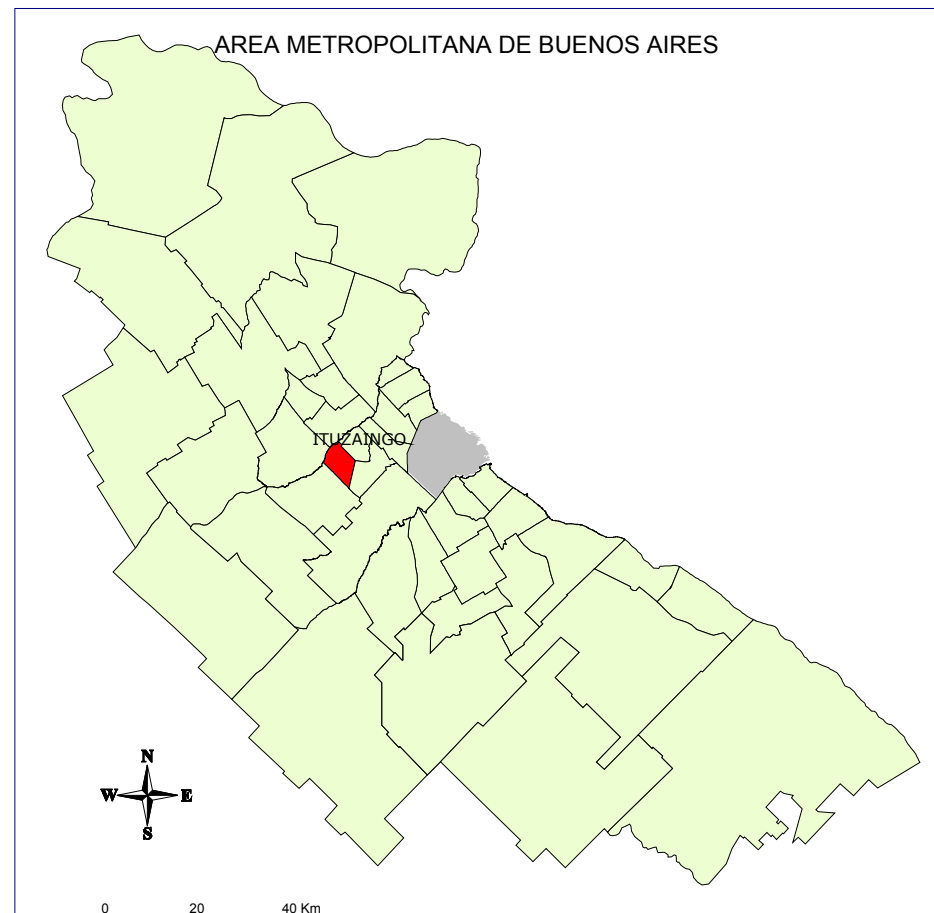 AREA METROPOLITANA DE BUENOS AIRES
ITUZAINGO
N
W E
S
0 20 40 Km